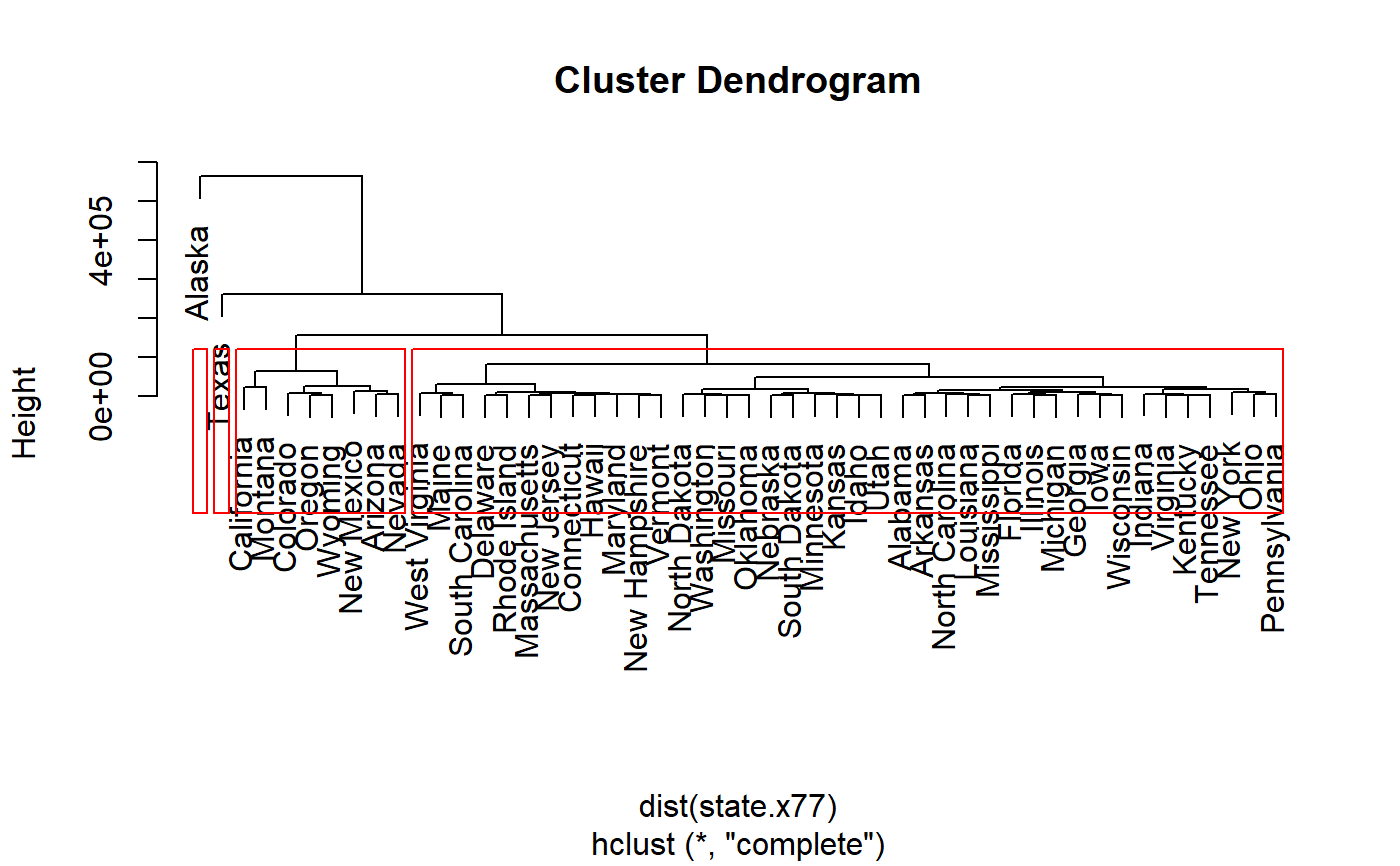 Cluster Dendrogram
Height
0e+00
4e+05
Alaska
Texas
California
Montana
Colorado
Oregon
Wyoming
New Mexico
Arizona
Nevada
West Virginia
Maine
South Carolina
Delaware
Rhode Island
Massachusetts
New Jersey
Connecticut
Hawaii
Maryland
New Hampshire
Vermont
North Dakota
Washington
Missouri
Oklahoma
Nebraska
South Dakota
Minnesota
Kansas
Idaho
Utah
Alabama
Arkansas
North Carolina
Louisiana
Mississippi
Florida
Illinois
Michigan
Georgia
Iowa
Wisconsin
Indiana
Virginia
Kentucky
Tennessee
New York
Ohio
Pennsylvania
dist(state.x77)
hclust (*, "complete")